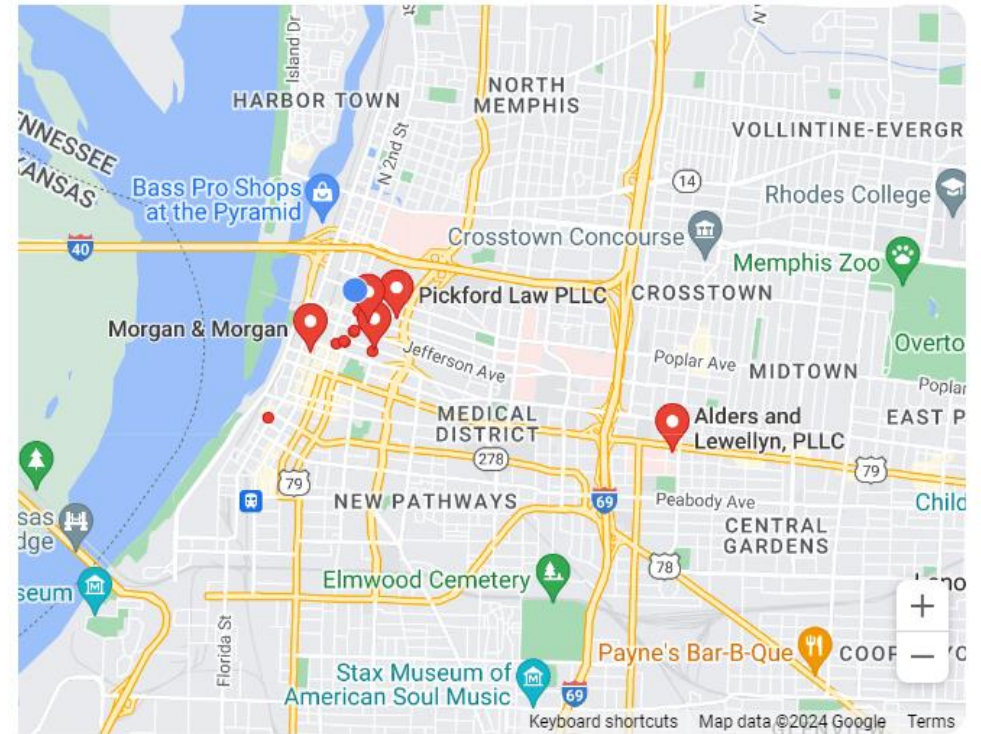 Island Dr
NORTH
MEMPHIS
HARBOR TOWN
VOLLINTINE-EVERGR
NNESSEE
KANSAS
N 2nd St
14
Bass Pro Shops
at the Pyramid
Rhodes College
40
Crosstown Concourse
Memphis Zoo
Pickford Law PLLC
CROSSTOWN
Morgan & Morgan
Jefferson Ave
Overto
Poplar Ave
MIDTOWN
Poplar
MEDICAL
DISTRICT
Alders and
Lewellyn, PLLC
EAST P
278
79
79
NEW PATHWAYS
69
Peabody Ave
Child
sas
dge
CENTRAL
GARDENS
78
seum
Elmwood Cemetery
+
Florida St
Payne's Bar-B-Que
COOP
−
Stax Museum of
American Soul Music
69
Keyboard shortcuts
Map data ©2024 Google
Terms